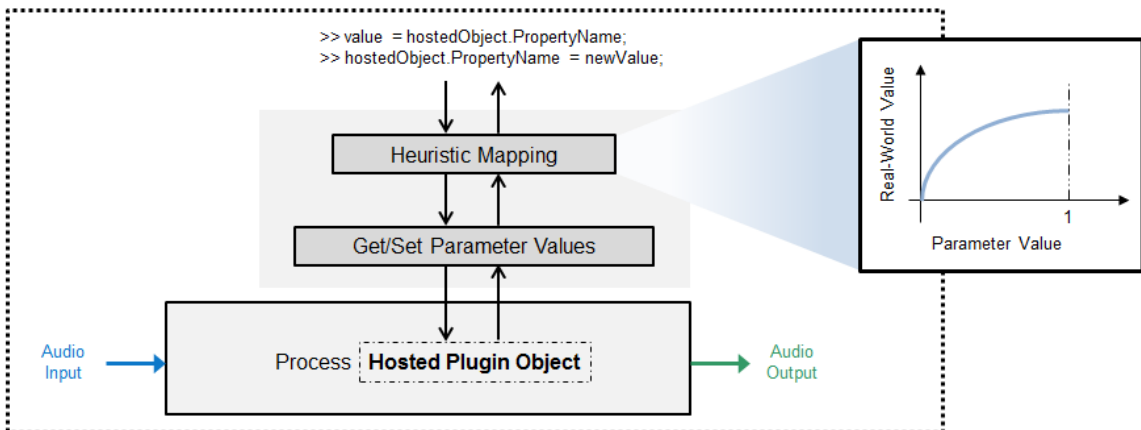 >> value = hostedObject.PropertyName;
>> hostedObject.PropertyName = newValue;
Heuristic Mapping
Get/Set Parameter Values
Audio
Input
Process Hosted Plugin Object
Audio
Output
Real-World Value
1
Parameter Value